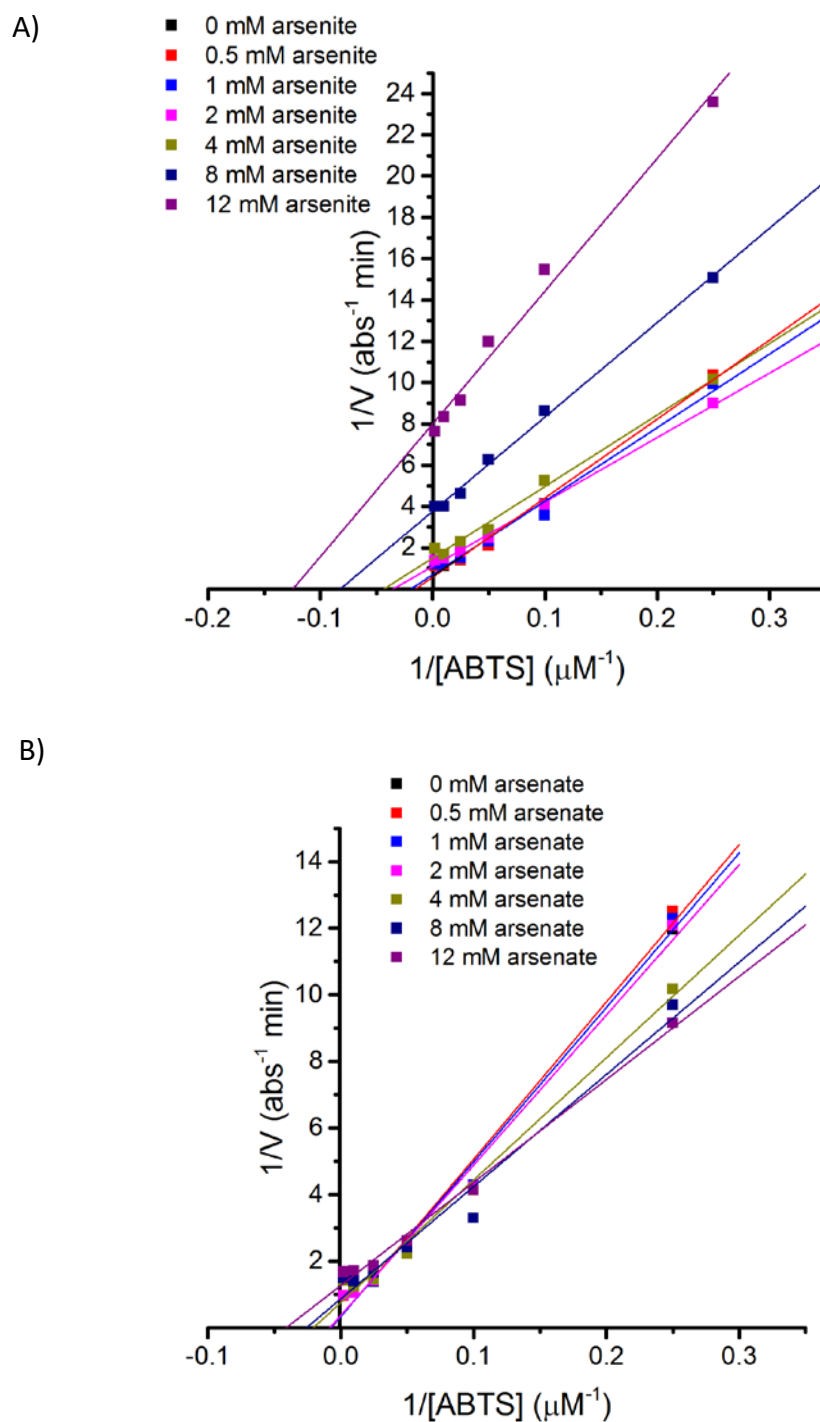 A)
0 mM arsenite
0.5 mM arsenite
1 mM arsenite
2 mM arsenite
4 mM arsenite
8 mM arsenite
12 mM arsenite
24
22
20
18
16
14
12
10
8
6
4
2
1/V (abs⁻¹ min)
-0.2 -0.1 0.0 0.1 0.2 0.3
1/[ABTS] (μM⁻¹)
B)
0 mM arsenate
0.5 mM arsenate
1 mM arsenate
2 mM arsenate
4 mM arsenate
8 mM arsenate
12 mM arsenate
14
12
10
8
6
4
2
1/V (abs⁻¹ min)
-0.1 0.0 0.1 0.2 0.3
1/[ABTS] (μM⁻¹)